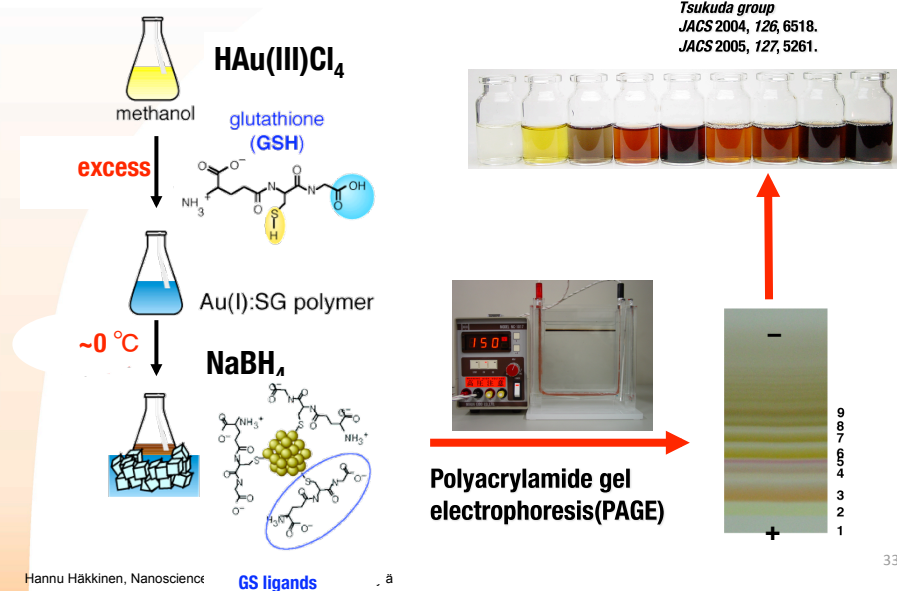 HAu(III)Cl4
methanol
excess
glutathione
(GSH)
O
O−
O
O
OH
NH3
+
N
N
O
O
S
H
Au(I):SG polymer
~0 °C
NaBH4
GS ligands
Hannu Häkkinen, Nanoscience
ä
Tsukuda group
JACS 2004, 126, 6518.
JACS 2005, 127, 5261.
150
Polyacrylamide gel
electrophoresis(PAGE)
−
9
8
7
6
5
4
3
2
1
+
33